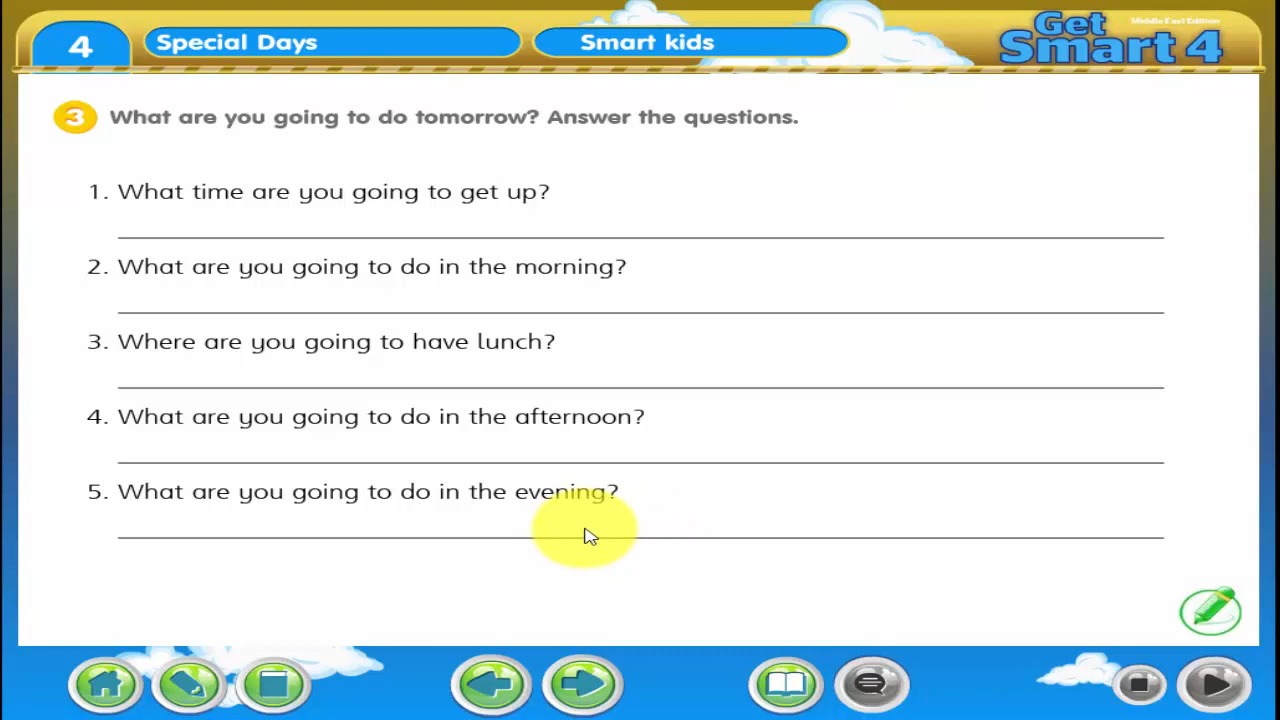 4
Special Days
Smart kids
Middle East Edition
Get
Smart 4
3 What are you going to do tomorrow? Answer the questions.
1. What time are you going to get up?
2. What are you going to do in the morning?
3. Where are you going to have lunch?
4. What are you going to do in the afternoon?
5. What are you going to do in the evening?